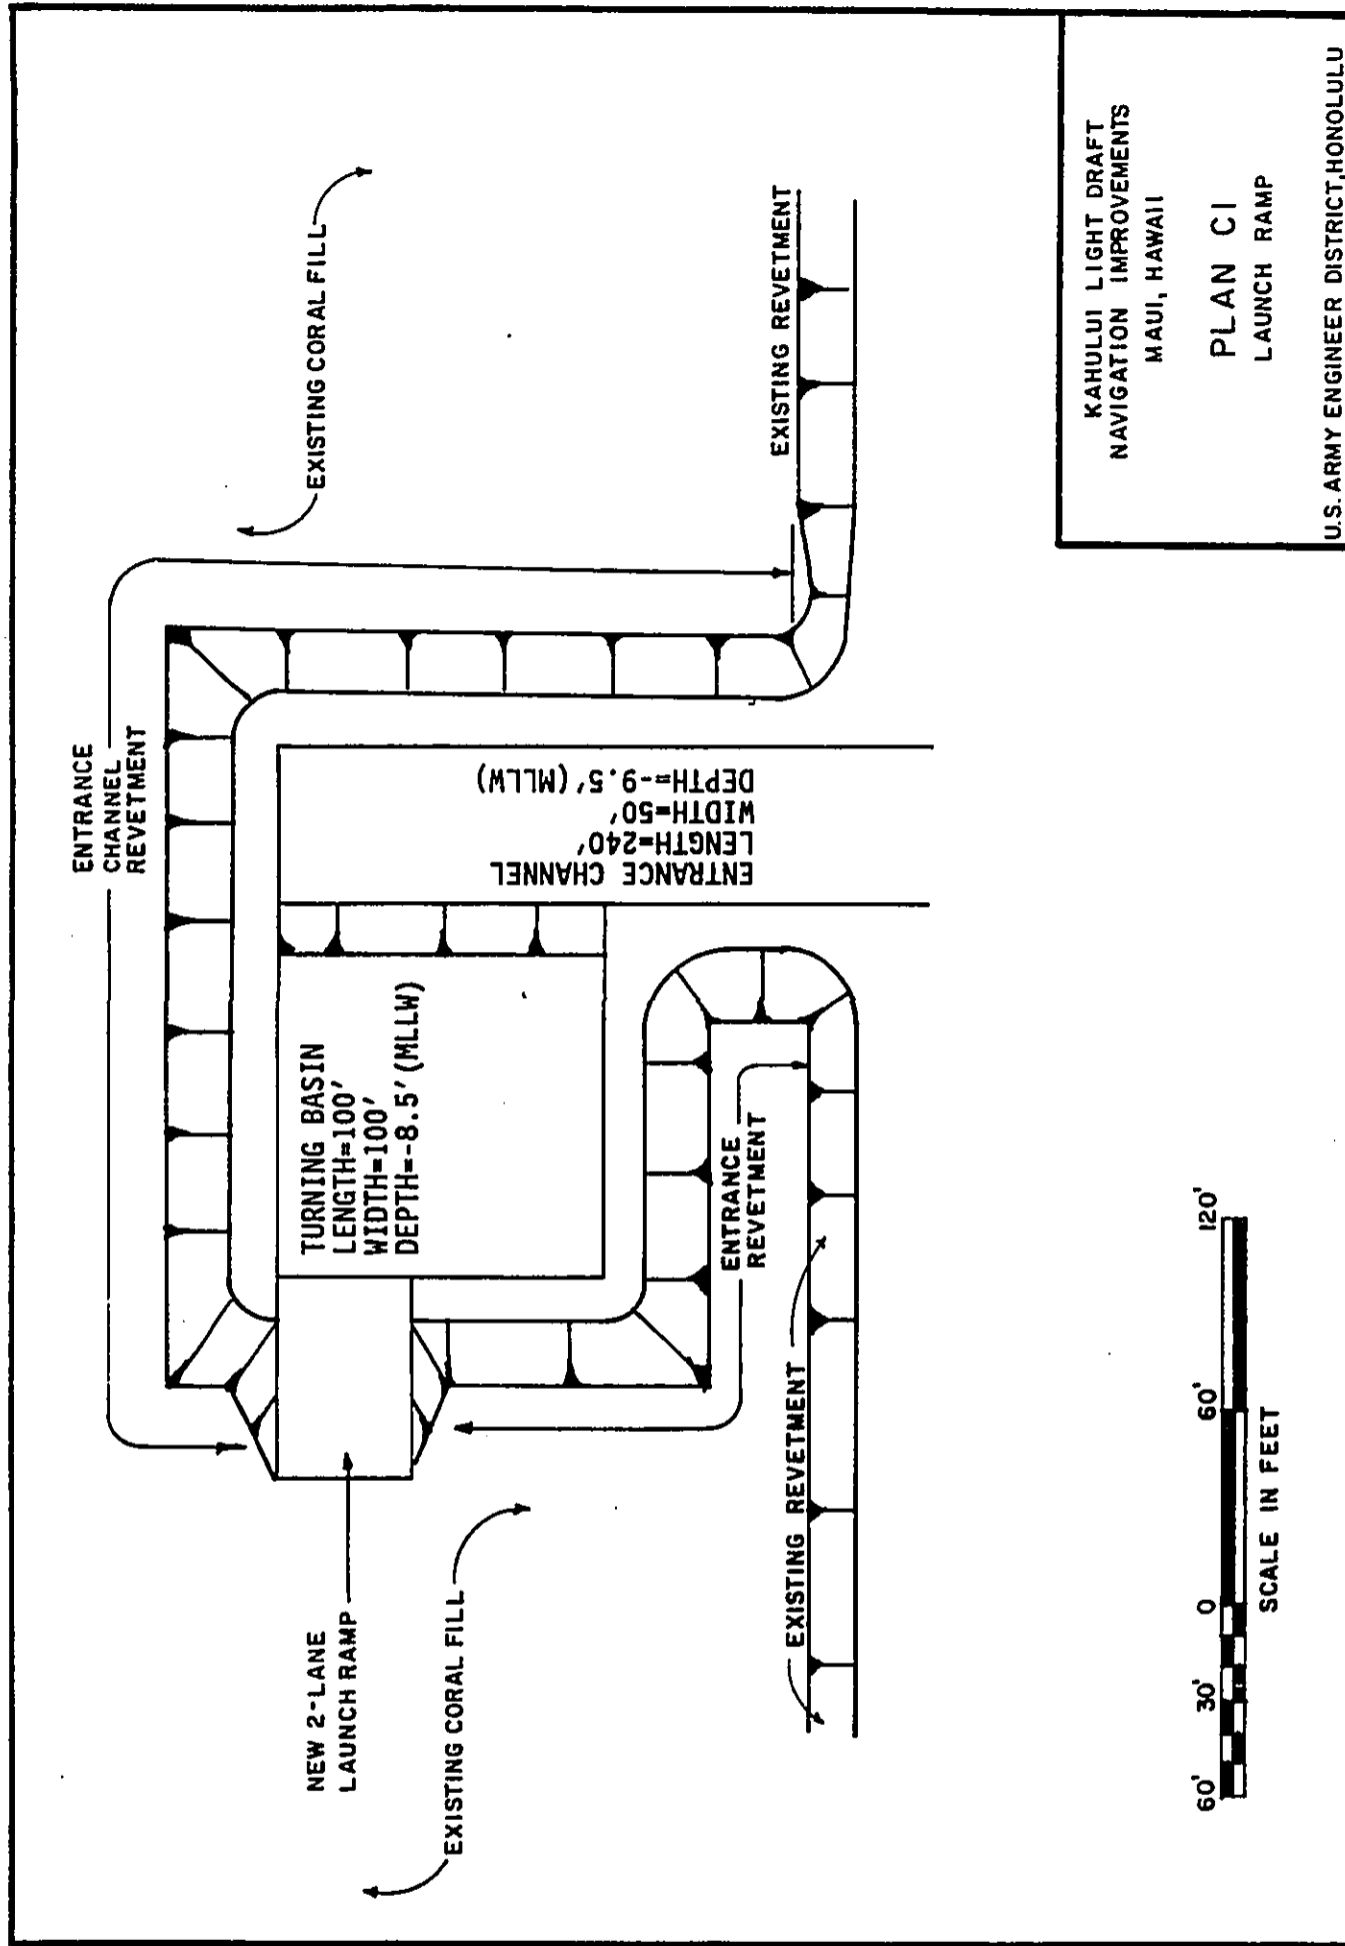 ENTRANCE
CHANNEL
REVETMENT
EXISTING CORAL FILL
NEW 2-LANE
LAUNCH RAMP
TURNING BASIN
LENGTH=100'
WIDTH=100'
DEPTH=-8.5'(MLLW)
ENTRANCE CHANNEL
LENGTH=240'
WIDTH=50'
DEPTH=-9.5'(MLLW)
EXISTING CORAL FILL
ENTRANCE
REVETMENT
EXISTING REVETMENT
EXISTING REVETMENT
60' 30' 0 60' 120'
SCALE IN FEET
KAHULUI LIGHT DRAFT
NAVIGATION IMPROVEMENTS
MAUI, HAWAII
PLAN C1
LAUNCH RAMP
U.S. ARMY ENGINEER DISTRICT, HONOLULU